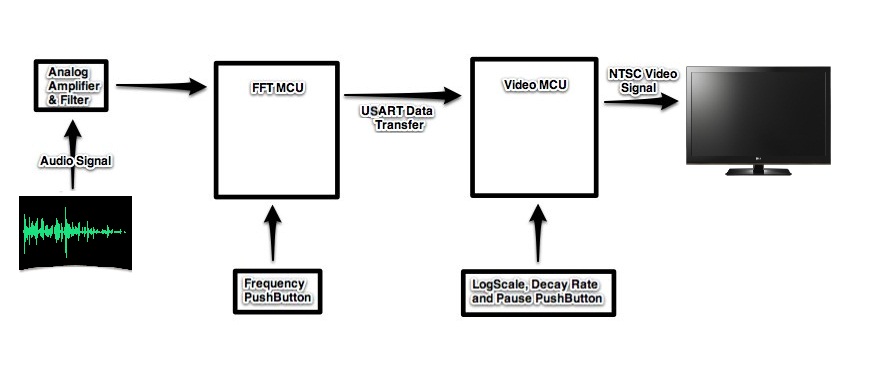 Analog
Amplifier
& Filter
Audio Signal
FFT MCU
Frequency
PushButton
USART Data
Transfer
Video MCU
LogScale, Decay Rate
and Pause PushButton
NTSC Video
Signal
LG